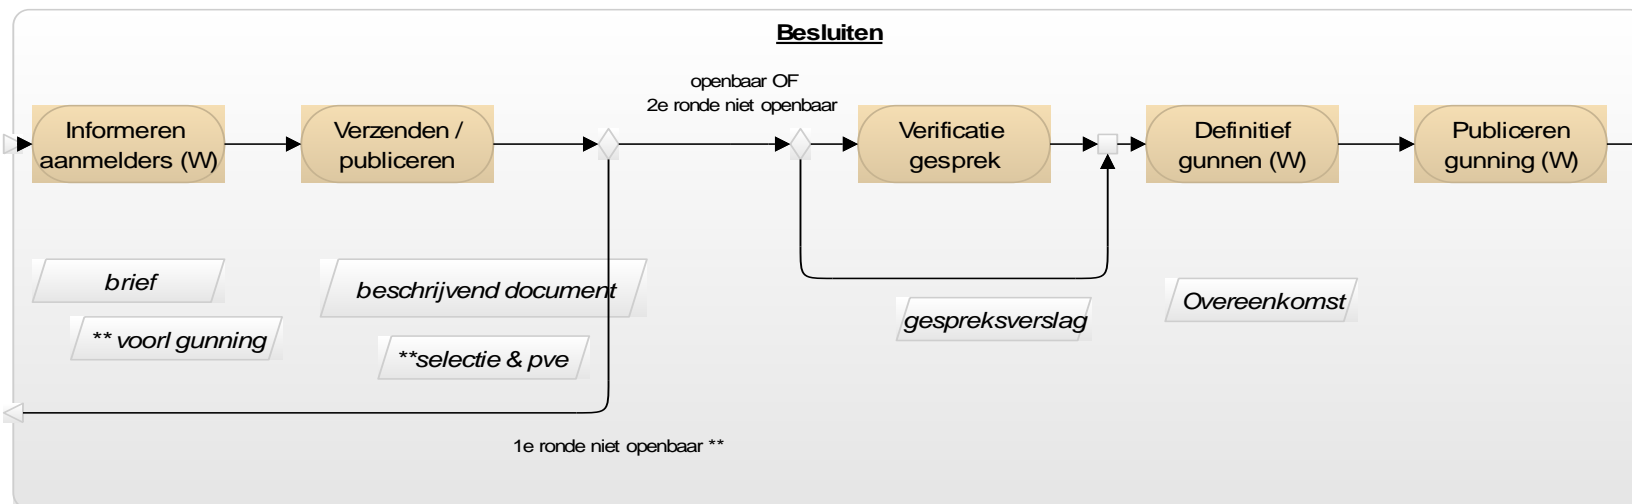 Besluiten
openbaar OF
2e ronde niet openbaar
Informeren
aanmelders (W)
Verzenden /
publiceren
Verificatie
gesprek
Definitief
gunnen (W)
Publiceren
gunning (W)
brief
** voorl gunning
beschrijvend document
**selectie & pve
gespreksverslag
Overeenkomst
1e ronde niet openbaar **